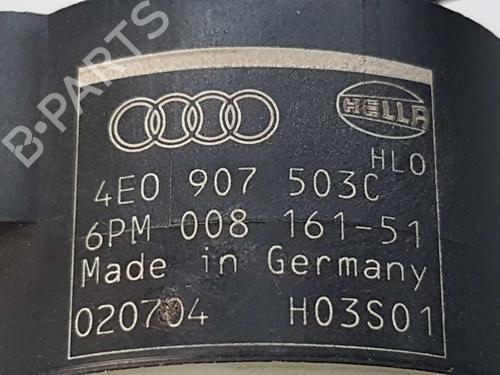 B-PARTS
HELLA
HLO
4E0 907 503C
6PM 008 161-51
Made in Germany
020704 H03S01